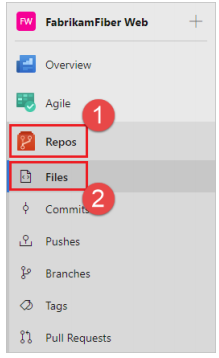 FW FabrikamFiber Web
Overview
Agile
1
Repos
Files
2
Commits
Pushes
Branches
Tags
Pull Requests